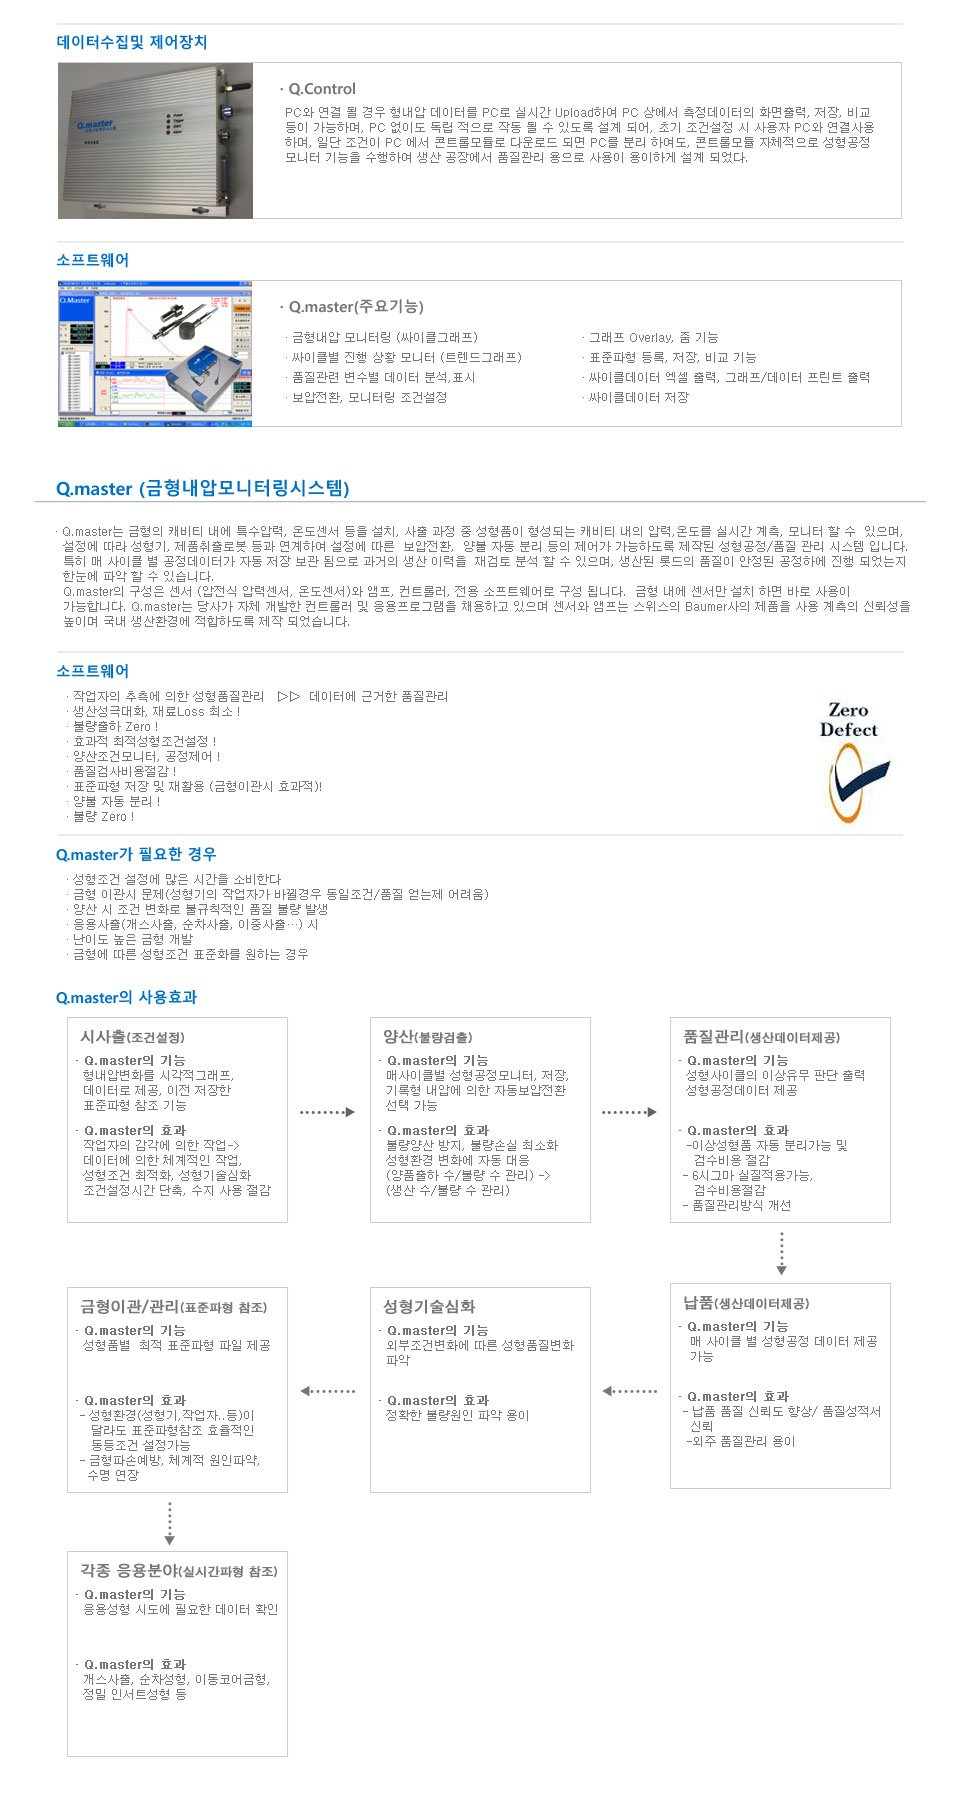 데이터수집및 제어장치
Q.master
· Q.Control
PC와 연결 될 경우 형내압 데이터를 PC로 실시간 Upload하여 PC 상에서 측정데이터의 화면출력, 저장, 비교
등이 가능하며, PC 없이도 독립 적으로 작동 될 수 있도록 설계 되어, 초기 조건설정 시 사용자 PC와 연결사용
하며, 일단 조건이 PC 에서 콘트롤모듈로 다운로드 되면 PC를 분리 하여도, 콘트롤모듈 자체적으로 성형공정
모니터 기능을 수행하여 생산 공장에서 품질관리 용으로 사용이 용이하게 설계 되었다.
소프트웨어
Q.Master
· Q.master(주요기능)
· 금형내압 모니터링 (싸이클그래프)
· 싸이클별 진행 상황 모니터 (트렌드그래프)
· 품질관련 변수별 데이터 분석,표시
· 보압전환, 모니터링 조건설정
· 그래프 Overlay, 줌 기능
· 표준파형 등록, 저장, 비교 기능
· 싸이클데이터 엑셀 출력, 그래프/데이터 프린트 출력
· 싸이클데이터 저장
Q.master (금형내압모니터링시스템)
· Q.master는 금형의 캐비티 내에 특수압력, 온도센서 등을 설치, 사출 과정 중 성형품이 형성되는 캐비티 내의 압력,온도를 실시간 계측, 모니터 할 수 있으며,
설정에 따라 성형기, 제품취출로봇 등과 연계하여 설정에 따른 보압전환, 양불 자동 분리 등의 제어가 가능하도록 제작된 성형공정/품질 관리 시스템 입니다.
특히 매 사이클 별 공정데이터가 자동 저장 보관 됨으로 과거의 생산 이력을 재검토 분석 할 수 있으며, 생산된 롯드의 품질이 안정된 공정하에 진행 되었는지
한눈에 파악 할 수 있습니다.
Q.master의 구성은 센서 (압전식 압력센서, 온도센서)와 앰프, 컨트롤러, 전용 소프트웨어로 구성 됩니다. 금형 내에 센서만 설치 하면 바로 사용이
가능합니다. Q.master는 당사가 자체 개발한 컨트롤러 및 응용프로그램을 채용하고 있으며 센서와 앰프는 스위스의 Baumer사의 제품을 사용 계측의 신뢰성을
높이며 국내 생산환경에 적합하도록 제작 되었습니다.
소프트웨어
· 작업자의 추측에 의한 성형품질관리 ▷▷ 데이터에 근거한 품질관리
· 생산성극대화, 재료Loss 최소 !
· 불량출하 Zero !
· 효과적 최적성형조건설정 !
· 양산조건모니터, 공정제어 !
· 품질검사비용절감 !
· 표준파형 저장 및 재활용 (금형이관시 효과적)!
· 양불 자동 분리 !
· 불량 Zero !
Zero
Defect
Q.master가 필요한 경우
· 성형조건 설정에 많은 시간을 소비한다
· 금형 이관시 문제(성형기의 작업자가 바뀔경우 동일조건/품질 얻는제 어려움)
· 양산 시 조건 변화로 불규칙적인 품질 불량 발생
· 응용사출(개스사출, 순차사출, 이중사출…) 시
· 난이도 높은 금형 개발
· 금형에 따른 성형조건 표준화를 원하는 경우
Q.master의 사용효과
시사출(조건설정)
· Q.master의 기능
형내압변화를 시각적그래프,
데이터로 제공, 이전 저장한
표준파형 참조 기능
· Q.master의 효과
작업자의 감각에 의한 작업->
데이터에 의한 체계적인 작업,
성형조건 최적화, 성형기술심화
조건설정시간 단축, 수지 사용 절감
양산(불량검출)
· Q.master의 기능
매사이클별 성형공정모니터, 저장,
기록형 내압에 의한 자동보압전환
선택 가능
· Q.master의 효과
불량양산 방지, 불량손실 최소화
성형환경 변화에 자동 대응
(양품출하 수/불량 수 관리) ->
(생산 수/불량 수 관리)
품질관리(생산데이터제공)
· Q.master의 기능
성형사이클의 이상유무 판단 출력
성형공정데이터 제공
· Q.master의 효과
-이상성형품 자동 분리가능 및
검수비용 절감
- 6시그마 실질적용가능,
검수비용절감
- 품질관리방식 개선
금형이관/관리(표준파형 참조)
· Q.master의 기능
성형품별 최적 표준파형 파일 제공
· Q.master의 효과
- 성형환경(성형기,작업자..등)이
달라도 표준파형참조 효율적인
동등조건 설정가능
- 금형파손예방, 체계적 원인파약,
수명 연장
성형기술심화
· Q.master의 기능
외부조건변화에 따른 성형품질변화
파악
· Q.master의 효과
정확한 불량원인 파악 용이
납품(생산데이터제공)
· Q.master의 기능
매 사이클 별 성형공정 데이터 제공
가능
· Q.master의 효과
- 납품 품질 신뢰도 향상/ 품질성적서
신뢰
-외주 품질관리 용이
각종 응용분야(실시간파형 참조)
· Q.master의 기능
응용성형 시도에 필요한 데이터 확인
· Q.master의 효과
개스사출, 순차성형, 이동코어금형,
정밀 인서트성형 등